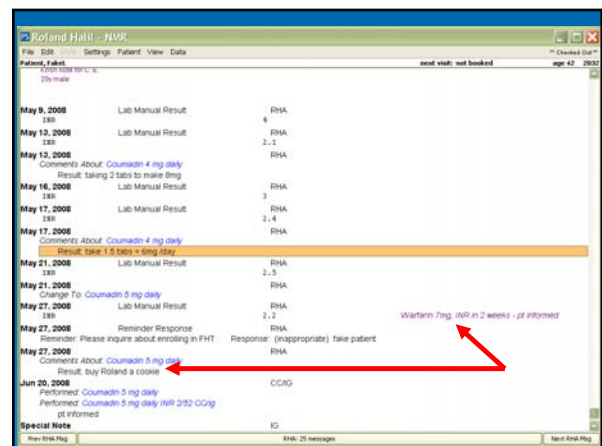 Roland Halil - NMR
File Edit Settings Patient View Data ** Checked Out **
Patient, FakeL next visit: not booked age 42 2032
20y male
May 9, 2008 Lab Manual Result RHA
INR 4
May 13, 2008 Lab Manual Result RHA
INR 2.1
May 13, 2008 RHA
Comments About: Coumadin 4 mg daily
Result: taking 2 tabs to make 8mg
May 16, 2008 Lab Manual Result RHA
INR 3
May 17, 2008 Lab Manual Result RHA
INR 2.4
May 17, 2008 RHA
Comments About: Coumadin 4 mg daily
Result: take 1.5 tabs = 6mg /day
May 21, 2008 Lab Manual Result RHA
INR 2.5
May 21, 2008 RHA
Change To: Coumadin 5 mg daily
May 27, 2008 Lab Manual Result RHA
INR 2.2 Warfarin 7mg, INR in 2 weeks - pt informed
May 27, 2008 Reminder Response RHA
Reminder: Please inquire about enrolling in FHT Response: (inappropriate) fake patient
May 27, 2008 RHA
Comments About: Coumadin 5 mg daily
Result: buy Roland a cookie
Jun 20, 2008 CC/IG
Performed: Coumadin 5 mg daily
Performed: Coumadin 5 mg daily INR 2/52 CC/ig
pt informed
Special Note IG
Prev RHA Msg RHA: 25 messages Next RHA Msg